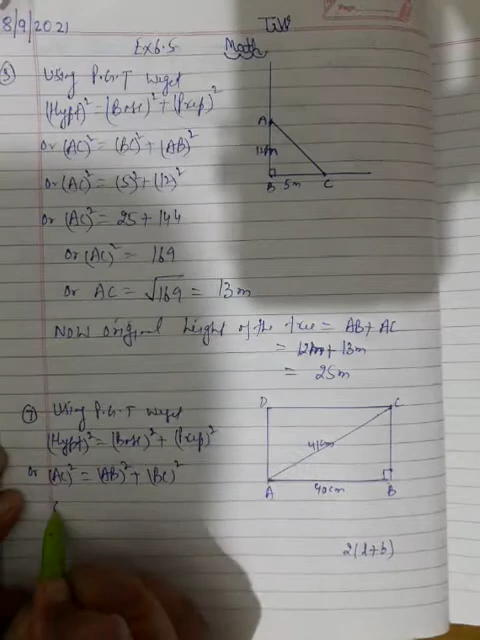 8/9/2021
Ex 6.5
Math
Page:
5 Using P.G.T we get
(Hypt)² = (Base)² + (Prep)²
Or (AC)² = (BC)² + (AB)²
Or (AC)² = (5)² + (12)²
Or (AC)² = 25 + 144
Or (AC)² = 169
Or AC = √169 = 13m
Now original height of the tree = AB + AC
= 12m + 13m
= 25m
A
12m
B 5m C
7 Using P.G.T we get
(Hypt)² = (Base)² + (Prep)²
Or (AC)² = (AB)² + (BC)²
(
D C
41cm
A 40cm B
2(l+b)